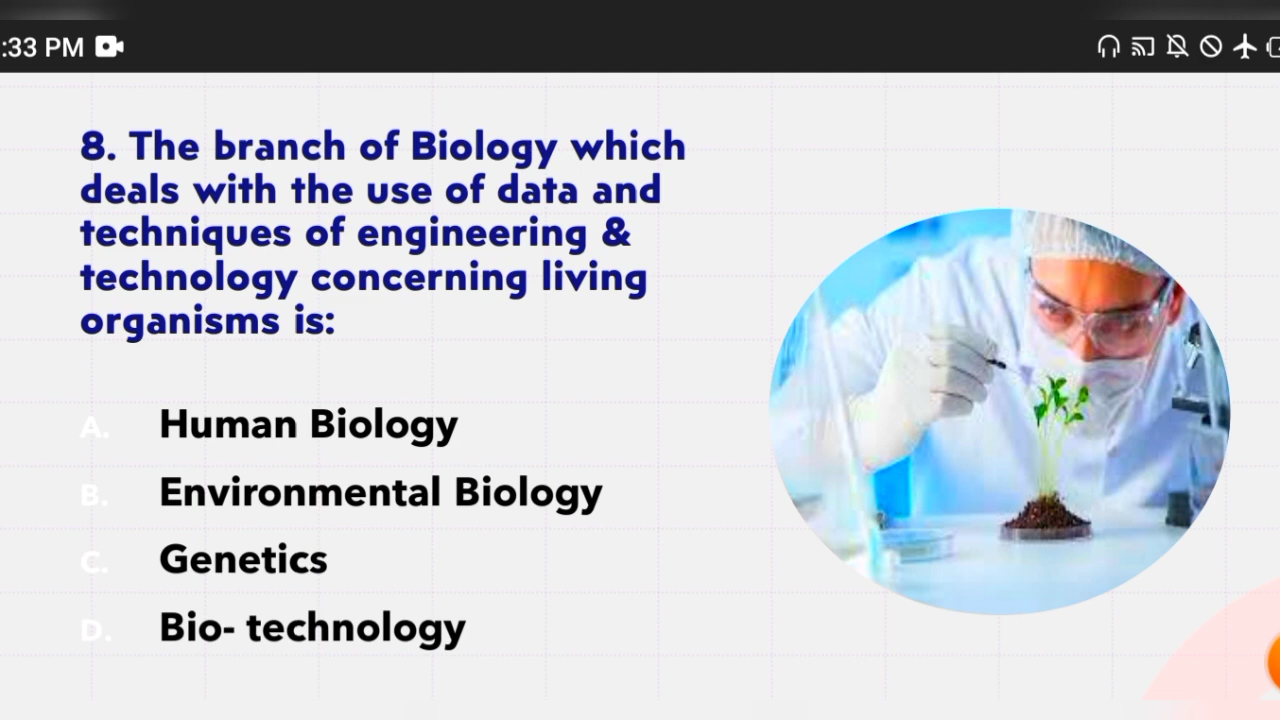 :33 PM
8. The branch of Biology which
deals with the use of data and
techniques of engineering &
technology concerning living
organisms is:
A. Human Biology
B. Environmental Biology
C. Genetics
D. Bio- technology